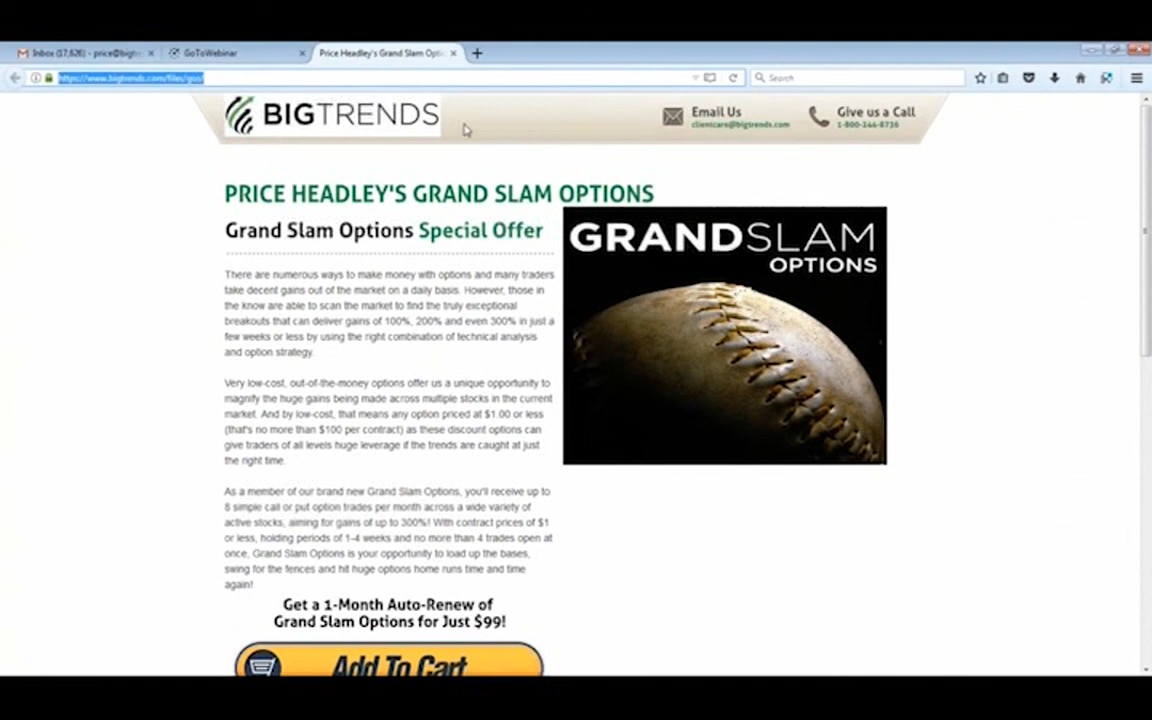 Inbox (17,626) - price@bigtr
GoToWebinar
Price Headley's Grand Slam Optio
https://www.bigtrends.com/files/gso/
Search
BIGTRENDS
Email Us
clientcare@bigtrends.com
Give us a Call
1-800-244-8736
PRICE HEADLEY'S GRAND SLAM OPTIONS
Grand Slam Options Special Offer
There are numerous ways to make money with options and many traders
take decent gains out of the market on a daily basis. However, those in
the know are able to scan the market to find the truly exceptional
breakouts that can deliver gains of 100%, 200% and even 300% in just a
few weeks or less by using the right combination of technical analysis
and option strategy.
Very low-cost, out-of-the-money options offer us a unique opportunity to
magnify the huge gains being made across multiple stocks in the current
market. And by low-cost, that means any option priced at $1.00 or less
(that's no more than $100 per contract) as these discount options can
give traders of all levels huge leverage if the trends are caught at just
the right time.
As a member of our brand new Grand Slam Options, you'll receive up to
8 simple call or put option trades per month across a wide variety of
active stocks, aiming for gains of up to 300%! With contract prices of $1
or less, holding periods of 1-4 weeks and no more than 4 trades open at
once, Grand Slam Options is your opportunity to load up the bases,
swing for the fences and hit huge options home runs time and time
again!
Get a 1-Month Auto-Renew of
Grand Slam Options for Just $99!
Add To Cart
GRANDSLAM
OPTIONS